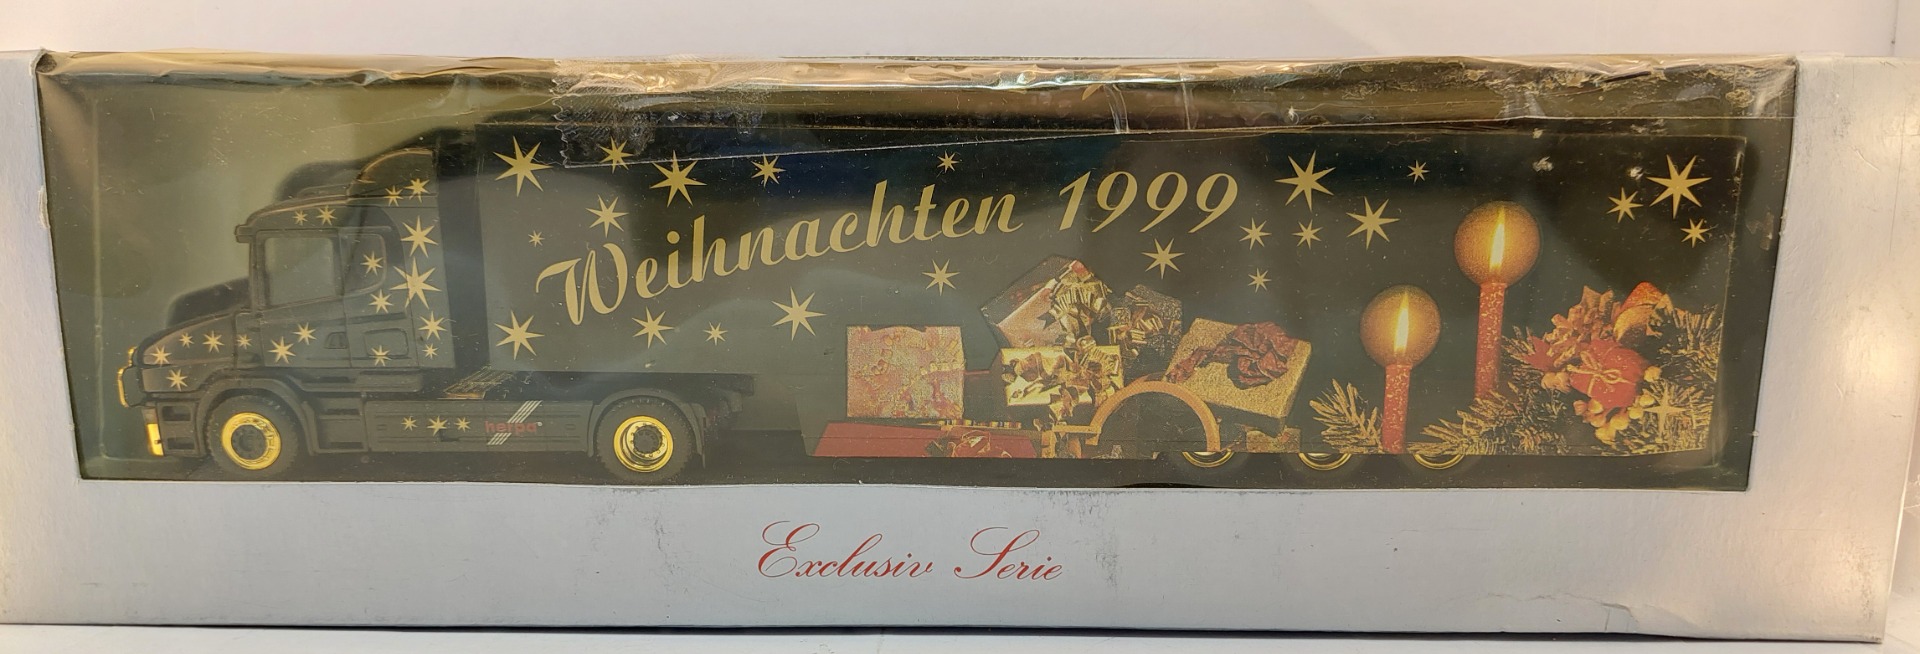 Weihnachten 1999
herpa
Exclusiv Serie